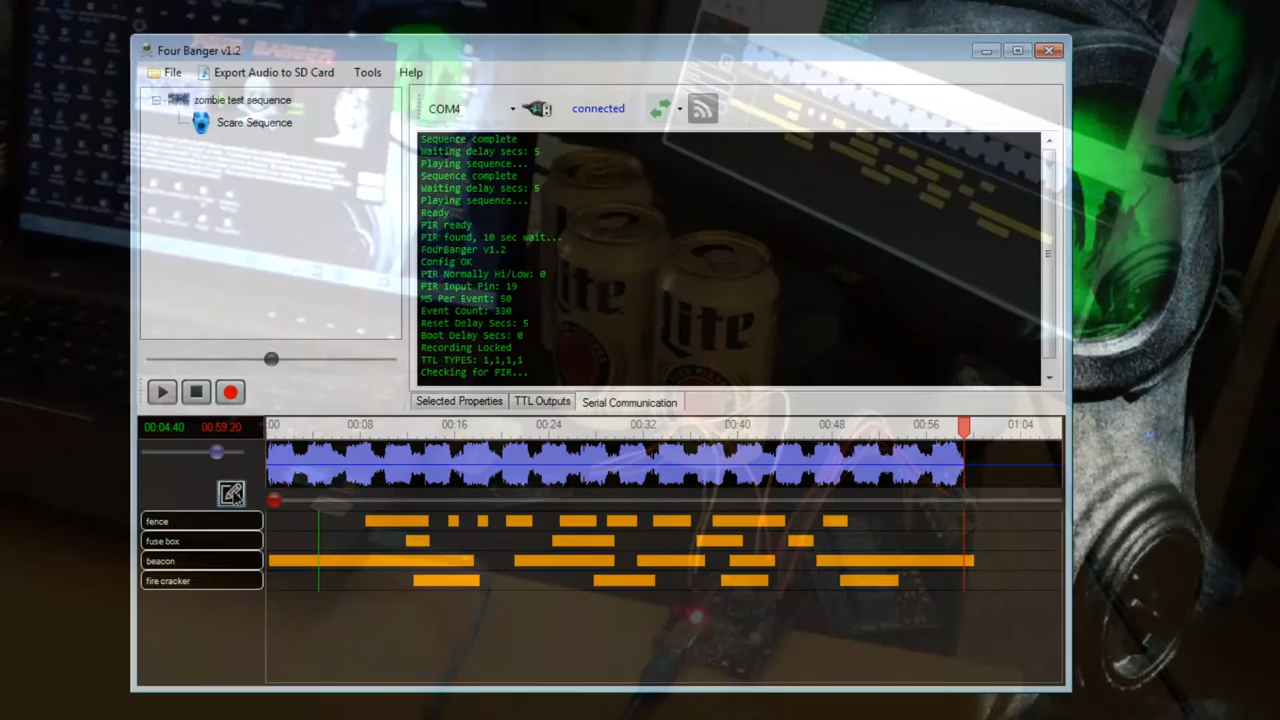 Four Banger v1.2
File Export Audio to SD Card Tools Help
zombie test sequence
Scare Sequence
COM4 connected
Sequence complete
Waiting delay secs: 5
Playing sequence...
Sequence complete
Waiting delay secs: 5
Playing sequence...
Ready
PIR ready
PIR found, 10 sec wait...
FourBanger v1.2
Config OK
PIR Normally Hi/Low: 0
PIR Input Pin: 19
MS Per Event: 50
Event Count: 330
Reset Delay Secs: 5
Boot Delay Secs: 0
Recording Locked
TTL TYPES: 1,1,1,1
Checking for PIR...
Lite
Lite
Selected Properties TTL Outputs Serial Communication
00:04.40 00:59.20
:00 00:08 00:16 00:24 00:32 00:40 00:48 00:56 01:04
fence
fuse box
beacon
fire cracker